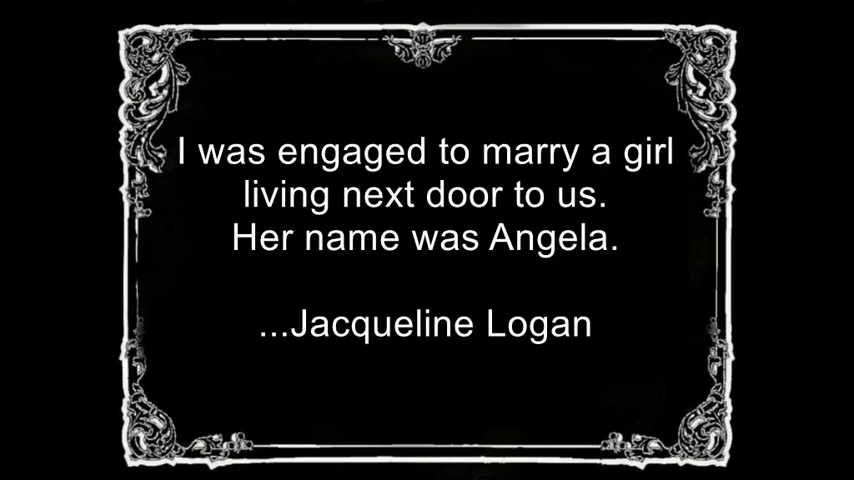 I was engaged to marry a girl
living next door to us.
Her name was Angela.
...Jacqueline Logan